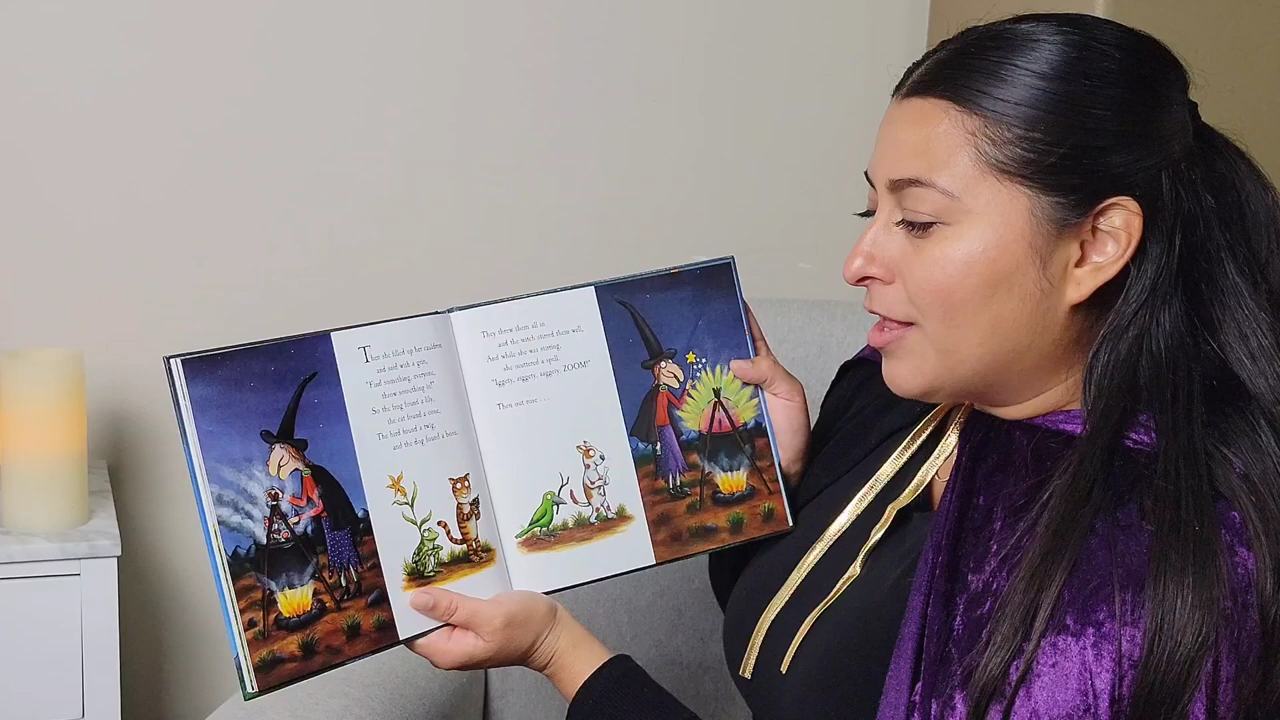 Then she filled up her cauldron
and said with a grin,
"Find something, everyone,
throw something in!"
So the frog found a lily,
the cat found a cone,
The bird found a twig,
and the dog found a bone.
They threw them all in
and the witch stirred them well,
And while she was stirring
she muttered a spell.
"Iggety, ziggety, zaggety, ZOOM!"
Then out rose . . .